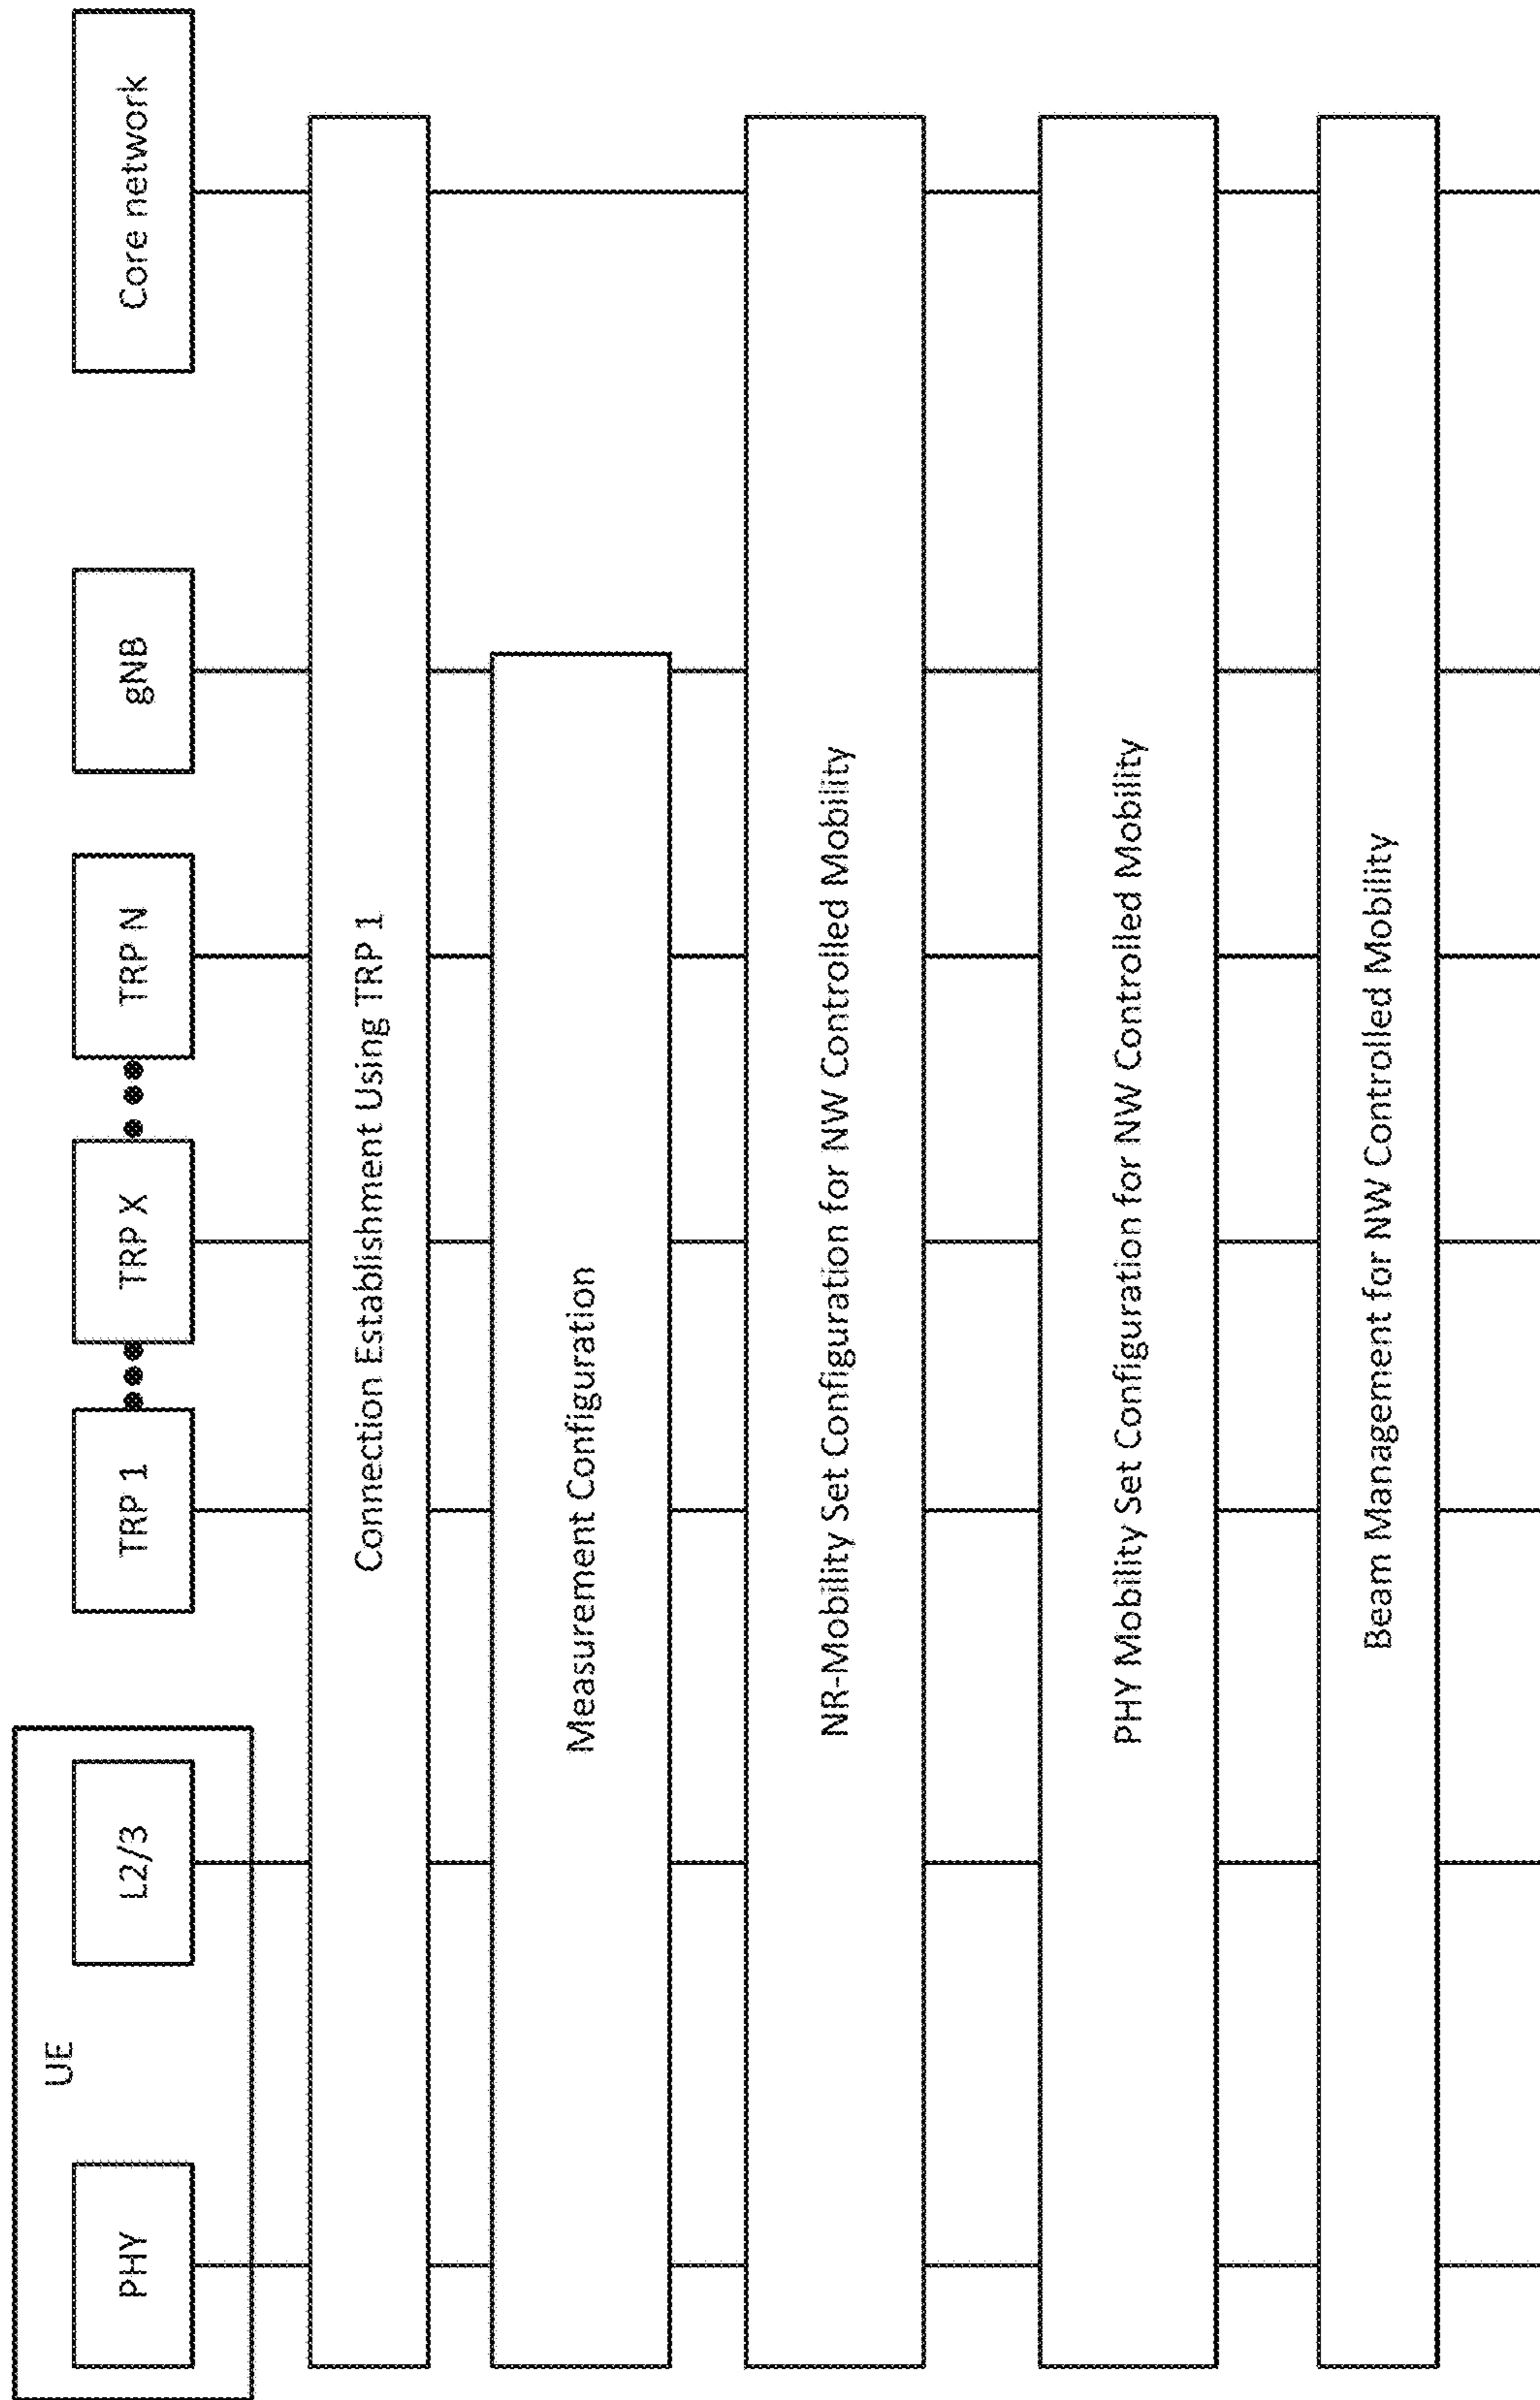 UE
PHY
L2/3
TRP 1
TRP X
TRP N
gNB
Core network
Connection Establishment Using TRP 1
Measurement Configuration
NR-Mobility Set Configuration for NW Controlled Mobility
PHY Mobility Set Configuration for NW Controlled Mobility
Beam Management for NW Controlled Mobility